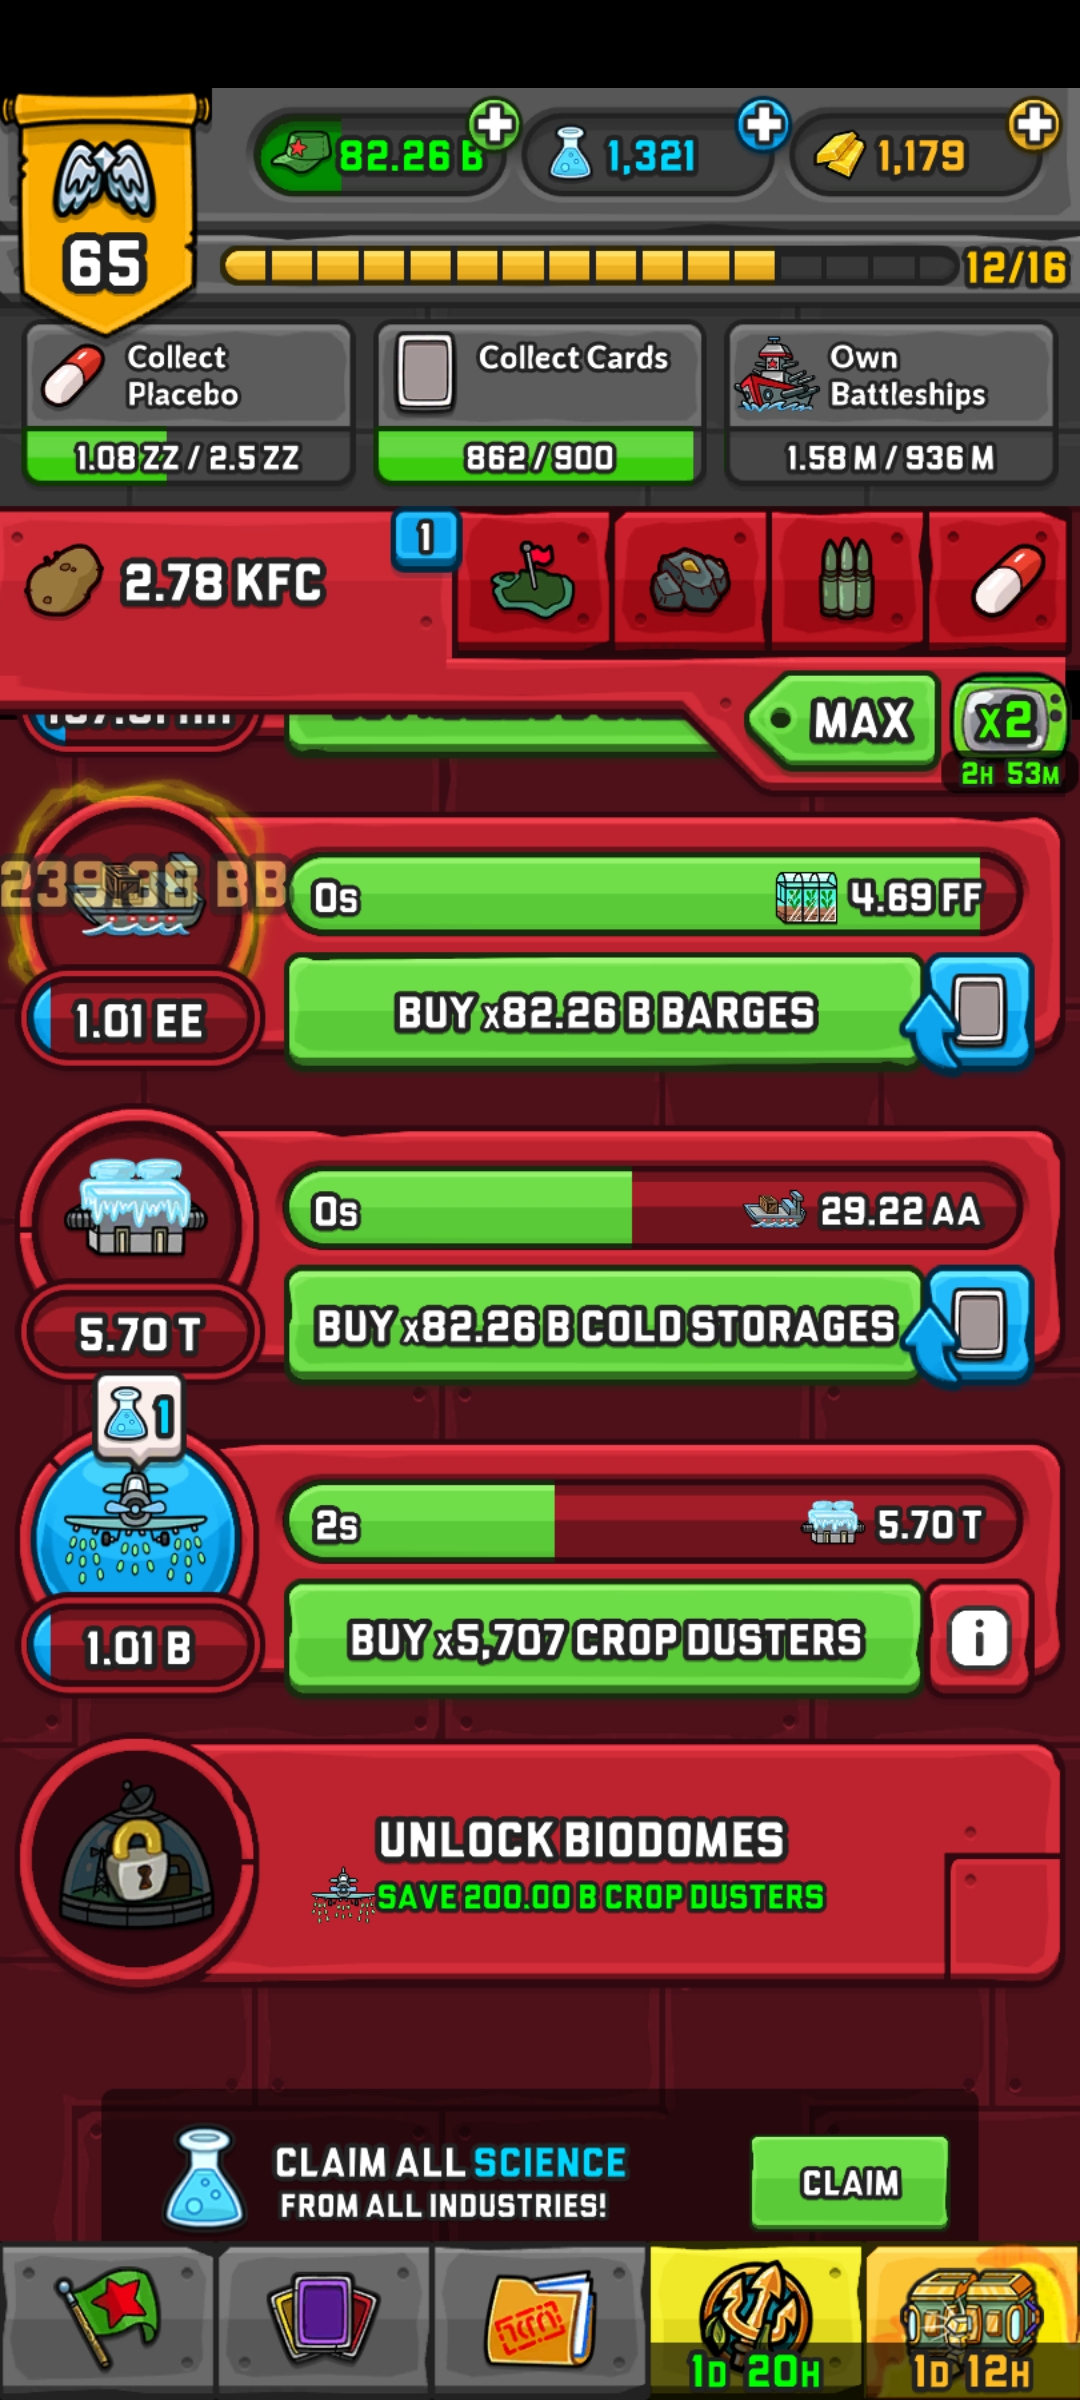 82.26 B
1,321
1,179
65
12/16
Collect
Placebo
1.08 ZZ / 2.5 ZZ
Collect Cards
862/900
Own
Battleships
1.58 M / 936 M
2.78 KFC
1
MAX
x2
2H 53M
239.38 BB
0s
4.69 FF
1.01 EE
BUY x82.26 B BARGES
0s
29.22 AA
5.70 T
BUY x82.26 B COLD STORAGES
1
2s
5.70 T
1.01 B
BUY x5,707 CROP DUSTERS
i
UNLOCK BIODOMES
SAVE 200.00 B CROP DUSTERS
CLAIM ALL SCIENCE
FROM ALL INDUSTRIES!
CLAIM
1D 20H
1D 12H